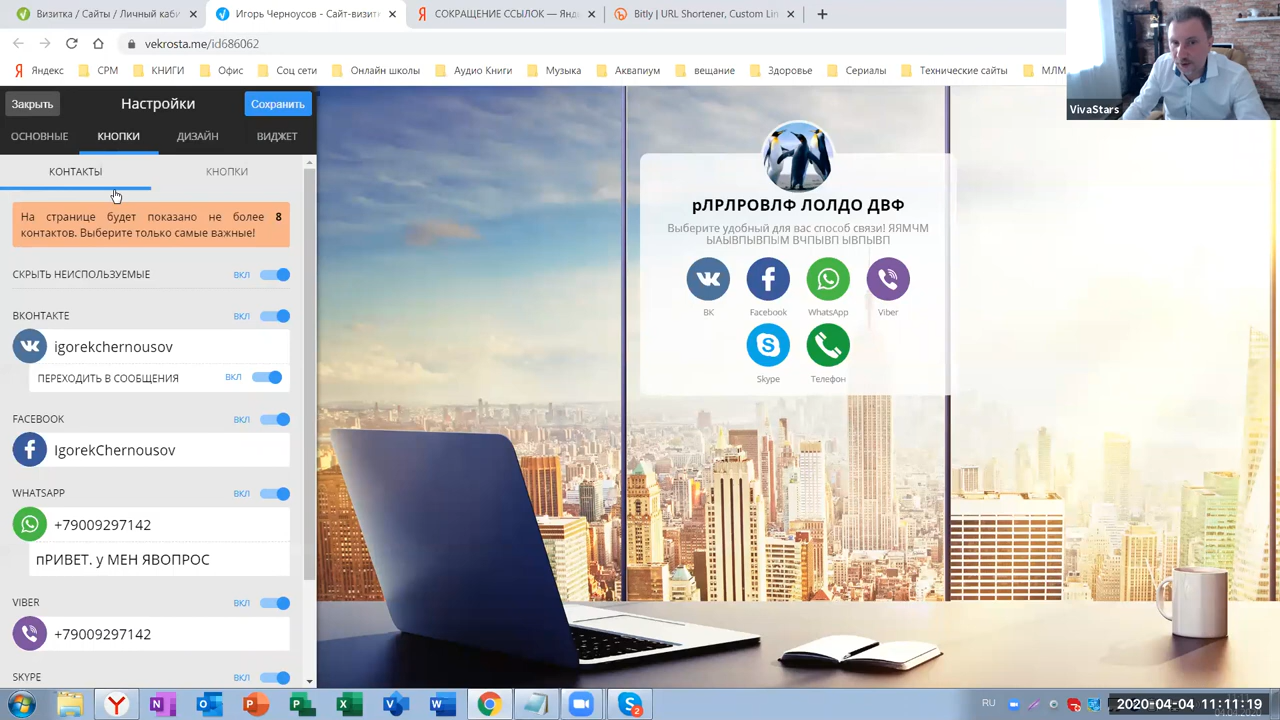 Визитка / Сайты / Личный каби
Игорь Черноусов - Сайт-визитк
СОКРАЩЕНИЕ ССЫЛОК — Янд
Bitly | URL Shortener, Custom Lin
vekrosta.me/id686062
Яндекс
CРМ
КНИГИ
Офис
Соц сети
Онлайн школы
Аудио Книги
Аквапиум
вещание
Здоровье
Сериалы
Технические сайты
МЛМ
VivaStars
Закрыть
Настройки
Сохранить
ОСНОВНЫЕ
КНОПКИ
ДИЗАЙН
ВИДЖЕТ
КОНТАКТЫ
КНОПКИ
На странице будет показано не более 8
контактов. Выберите только самые важные!
СКРЫТЬ НЕИСПОЛЬЗУЕМЫЕ
ВКЛ
ВКОНТАКТЕ
ВКЛ
igorekchernousov
ПЕРЕХОДИТЬ В СООБЩЕНИЯ
ВКЛ
FACEBOOK
ВКЛ
IgorekChernousov
WHATSAPP
ВКЛ
+79009297142
пРИВЕТ. у МЕН ЯВОПРОС
VIBER
ВКЛ
+79009297142
SKYPE
ВКЛ
рЛРЛРОВЛФ ЛОЛДО ДВФ
Выберите удобный для вас способ связи! ЯЯМЧМ
ЫАЫВПЫВПЫМ ВЧПЫВП ЫВПЫВП
ВК
Facebook
WhatsApp
Viber
Skype
Телефон
RU
2020-04-04 11:11:19